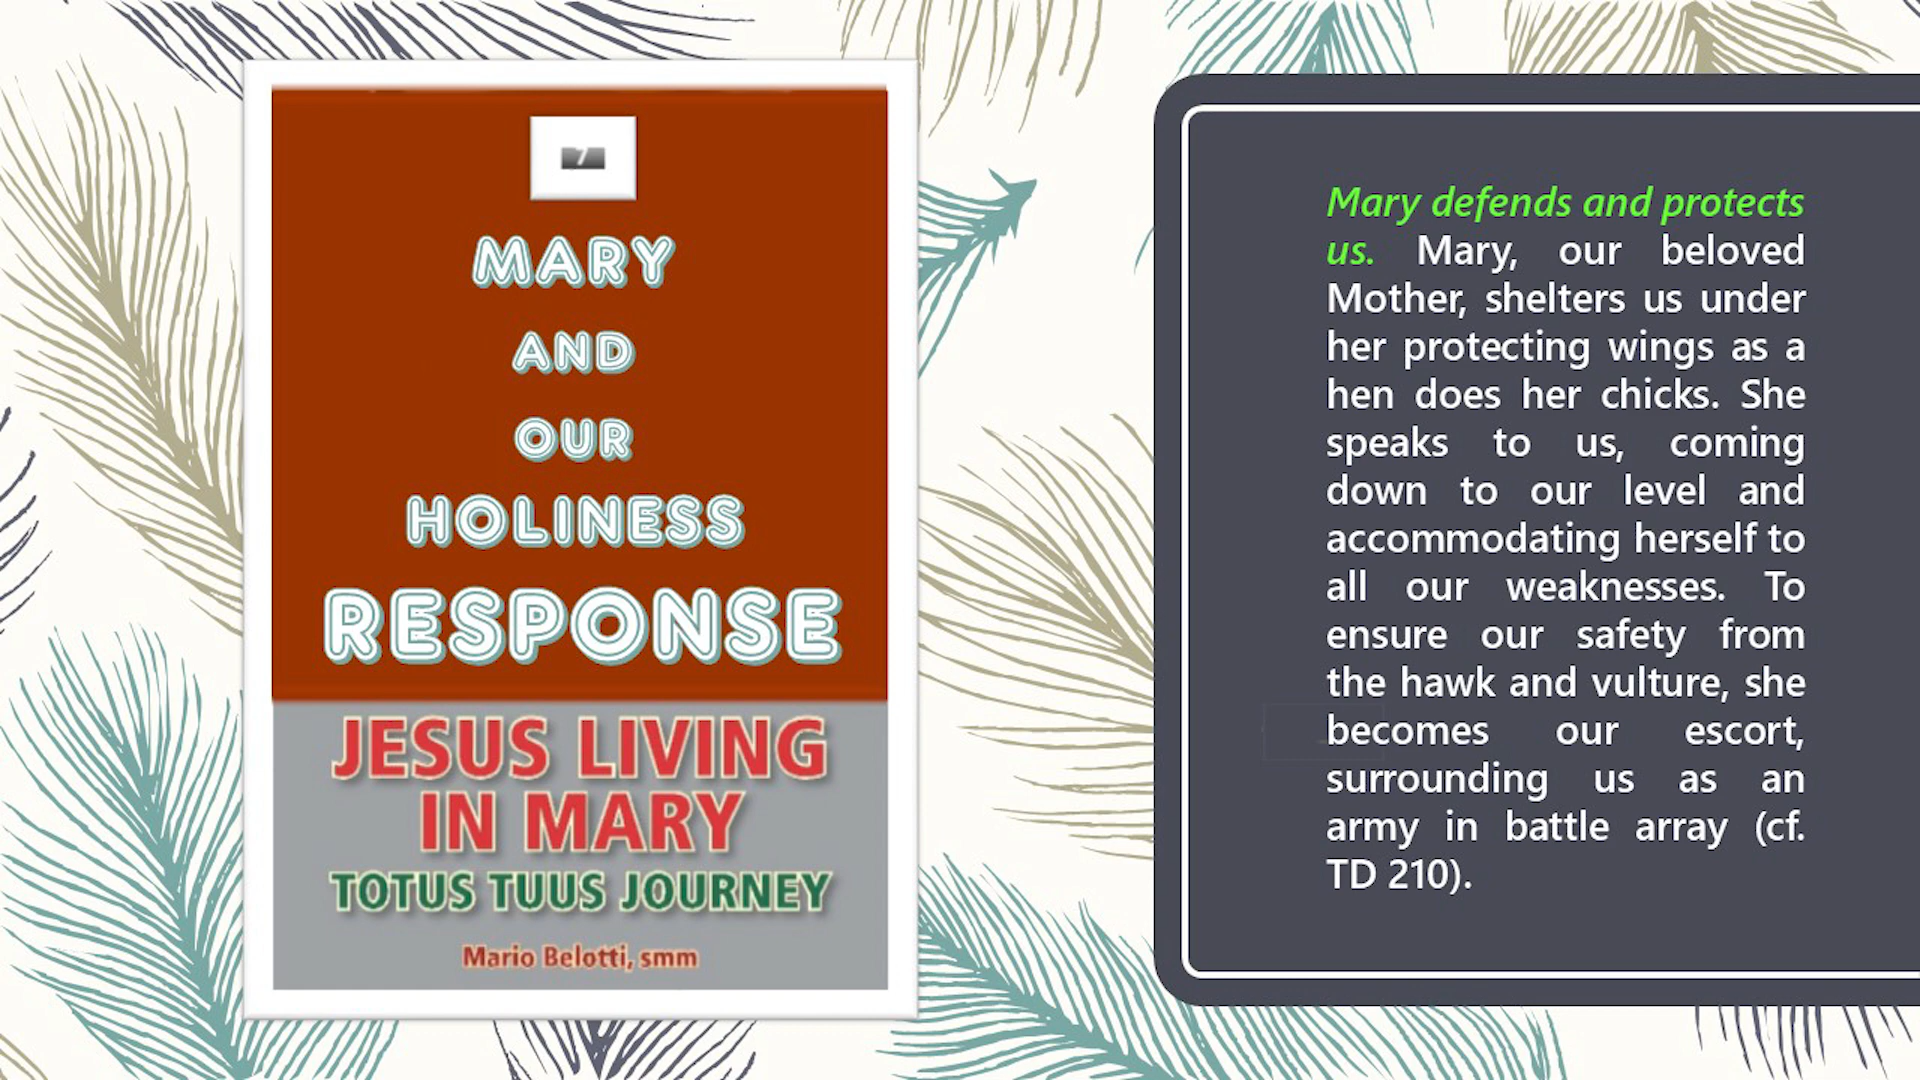 7
MARY
AND
OUR
HOLINESS
RESPONSE
JESUS LIVING
IN MARY
TOTUS TUUS JOURNEY
Mario Belotti, smm
Mary defends and protects
us. Mary, our beloved
Mother, shelters us under
her protecting wings as a
hen does her chicks. She
speaks to us, coming
down to our level and
accommodating herself to
all our weaknesses. To
ensure our safety from
the hawk and vulture, she
becomes our escort,
surrounding us as an
army in battle array (cf.
TD 210).